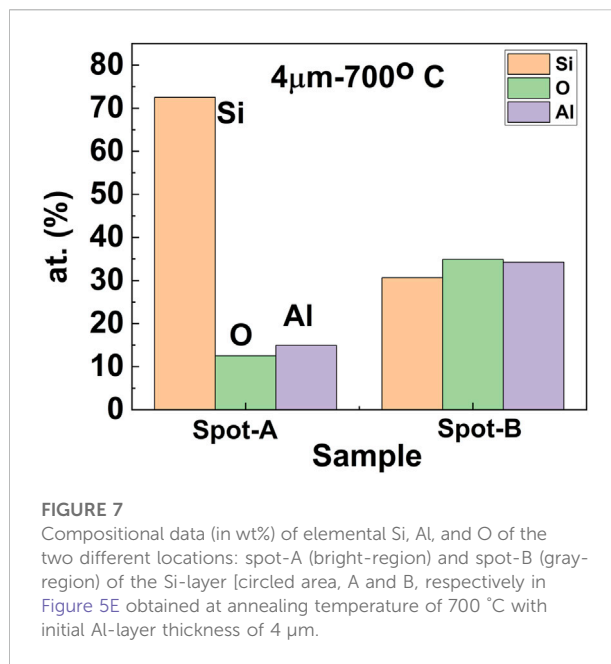 4μm-700⁰ C
Si
O
Al
80
70
60
50
40
30
20
10
0
at. (%)
Si
O
Al
Spot-A
Spot-B
Sample
FIGURE 7
Compositional data (in wt%) of elemental Si, Al, and O of the
two different locations: spot-A (bright-region) and spot-B (gray-
region) of the Si-layer [circled area, A and B, respectively in
Figure 5E obtained at annealing temperature of 700 ˚C with
initial Al-layer thickness of 4 μm.